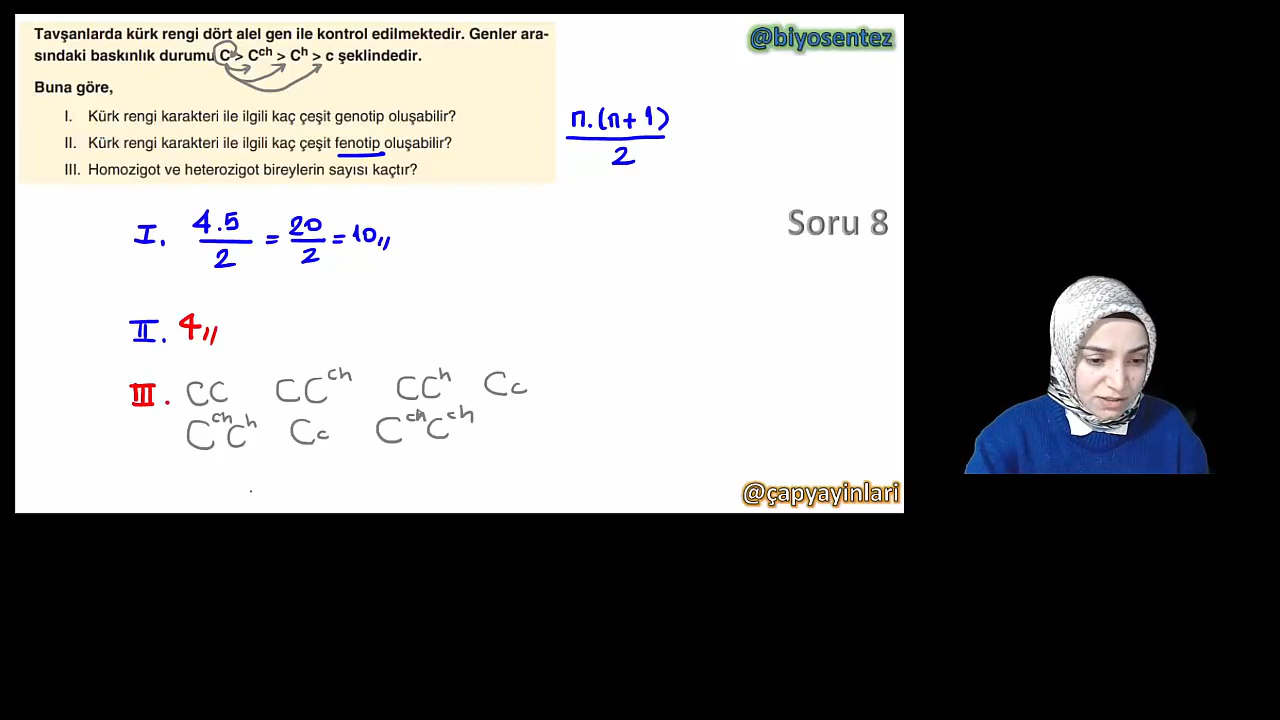 Tavşanlarda kürk rengi dört alel gen ile kontrol edilmektedir. Genler ara-
sındaki baskınlık durumu C > Cᶜʰ > Cʰ > c şeklindedir.
Buna göre,
I. Kürk rengi karakteri ile ilgili kaç çeşit genotip oluşabilir?
II. Kürk rengi karakteri ile ilgili kaç çeşit fenotip oluşabilir?
III. Homozigot ve heterozigot bireylerin sayısı kaçtır?
@biyosentez
n.(n+1)
2
Soru 8
I. 4.5/2 = 20/2 = 10,,
II. 4,,
III. CC CCᶜʰ CCʰ Cc
CᶜʰCʰ Cc CᶜʰCᶜʰ
@çapyayinlari